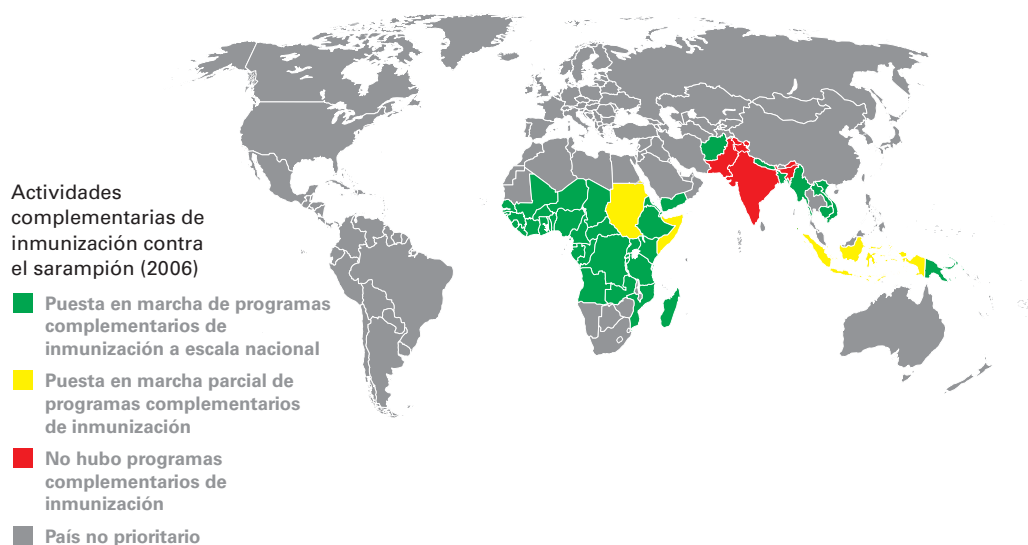 Actividades
complementarias de
inmunización contra
el sarampión (2006)
Puesta en marcha de programas
complementarios de
inmunización a escala nacional
Puesta en marcha parcial de
programas complementarios
de inmunización
No hubo programas
complementarios de
inmunización
País no prioritario